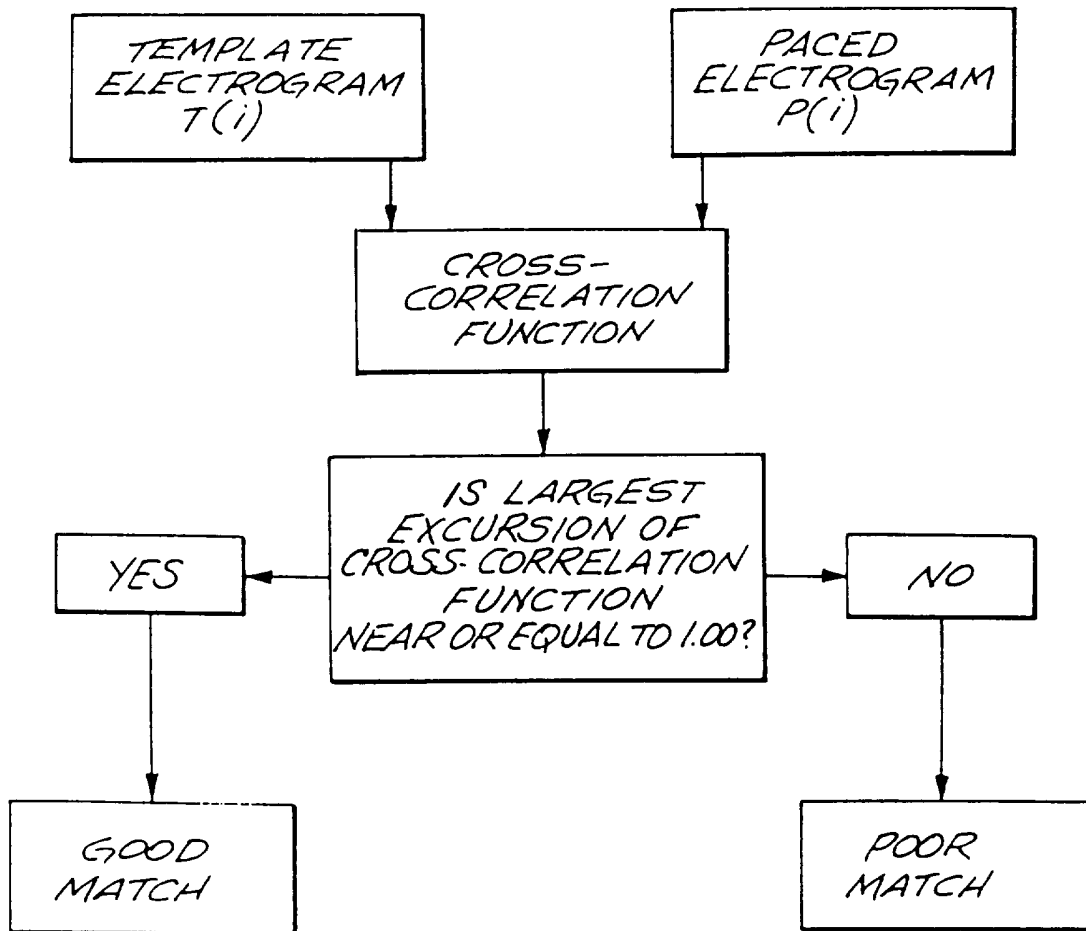 TEMPLATE
ELECTROGRAM
T(i)
PACED
ELECTROGRAM
P(i)
CROSS-
CORRELATION
FUNCTION
IS LARGEST
EXCURSION OF
CROSS-CORRELATION
FUNCTION
NEAR OR EQUAL TO 1.00?
YES
NO
GOOD
MATCH
POOR
MATCH